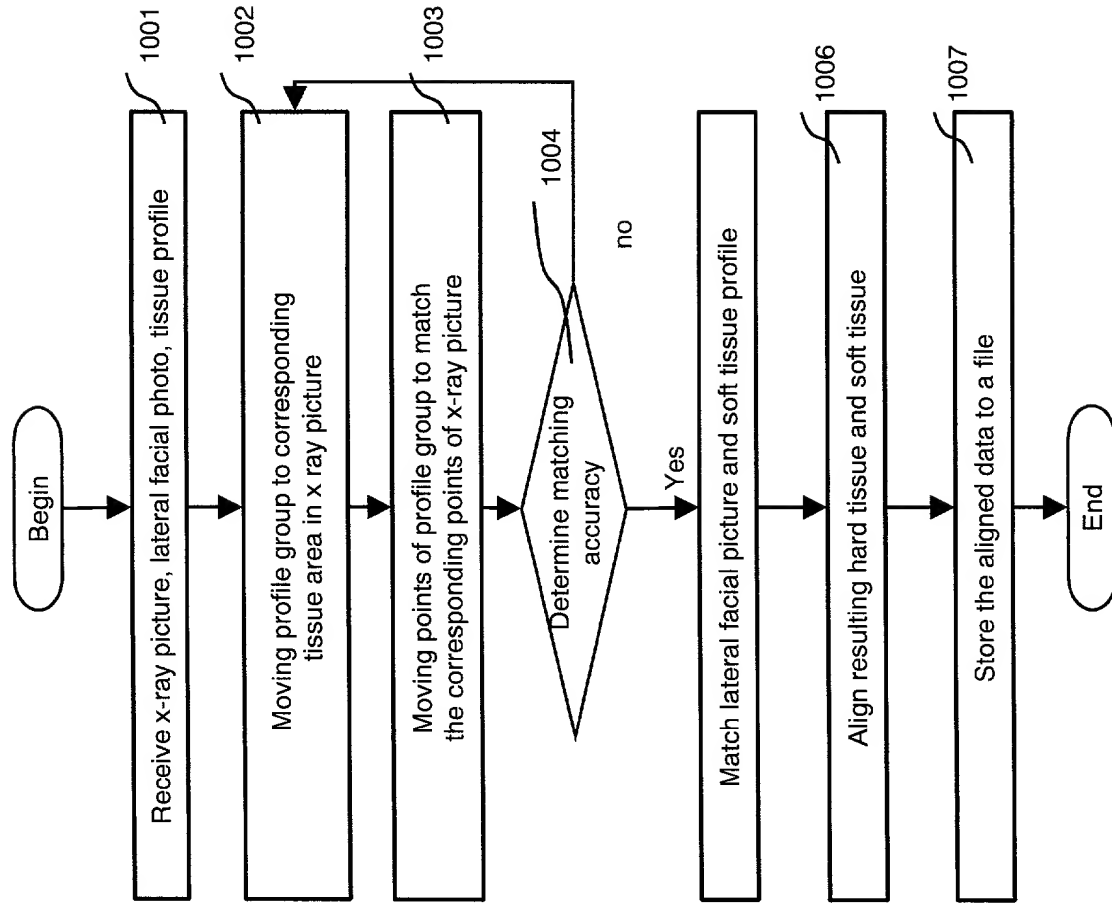 Begin
Receive x-ray picture, lateral facial photo, tissue profile
1001
Moving profile group to corresponding
tissue area in x ray picture
1002
Moving points of profile group to match
the corresponding points of x-ray picture
1003
Determine matching
accuracy
1004
no
Yes
Match lateral facial picture and soft tissue profile
Align resulting hard tissue and soft tissue
1006
Store the aligned data to a file
1007
End